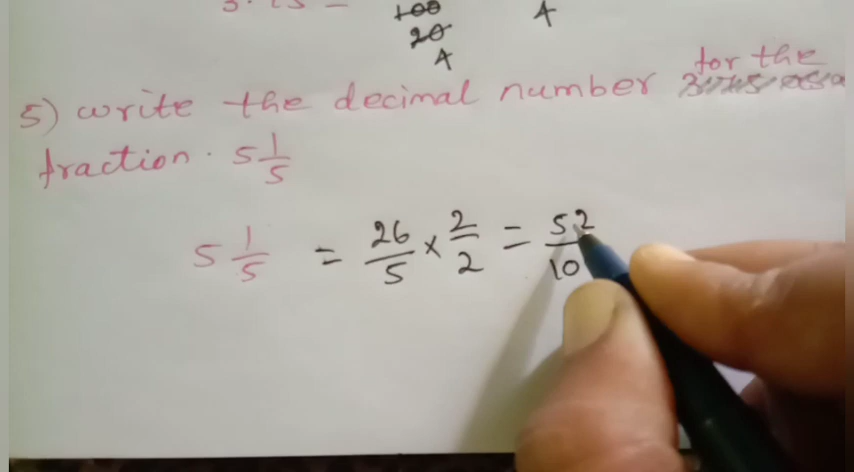 100
20 4
4
5) write the decimal number for the
fraction. 5 1/5
5 1/5 = 26/5 × 2/2 = 52/10